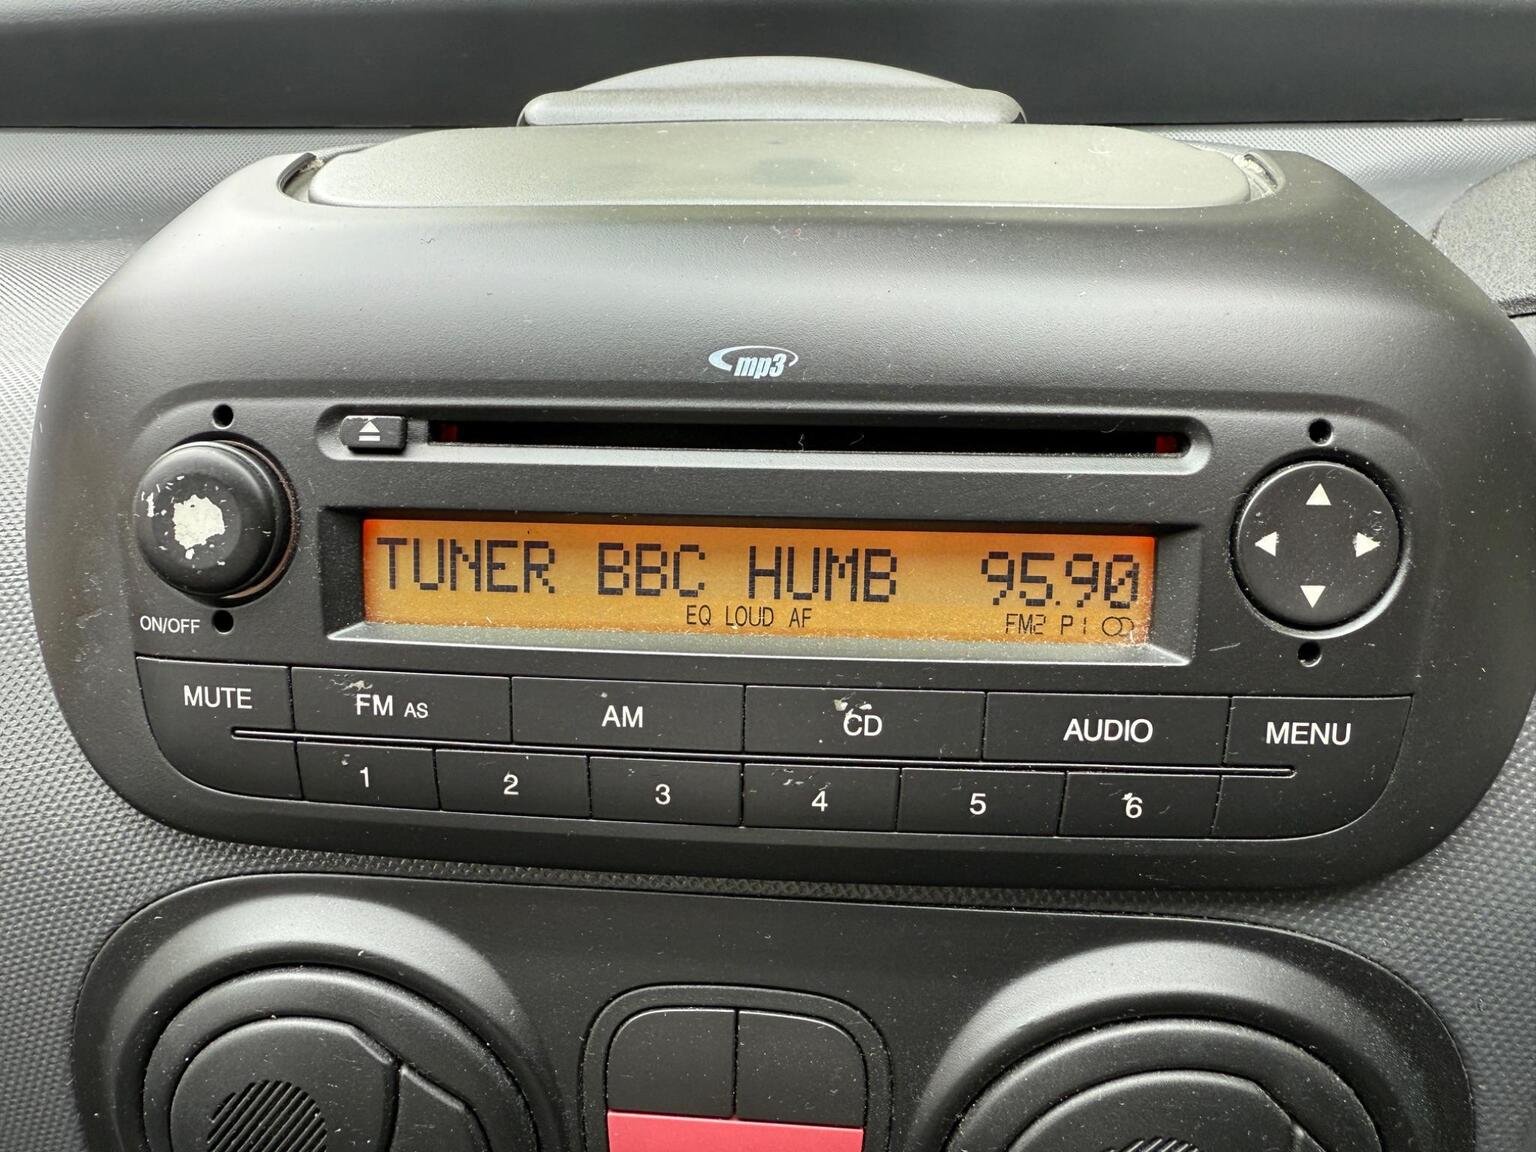 mp3
TUNER BBC HUMB 95.90
EQ LOUD AF FM2 P1
ON/OFF
MUTE FM AS AM CD AUDIO MENU
1 2 3 4 5 6